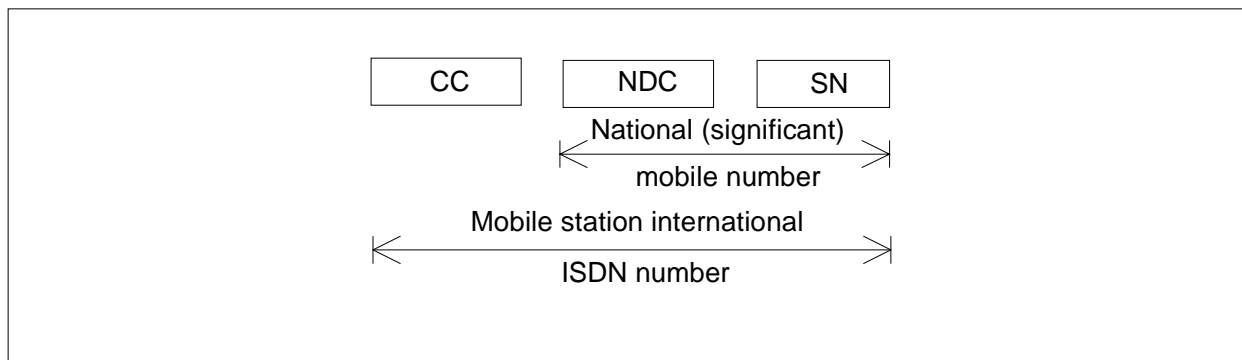 CC NDC SN
National (significant)
mobile number
Mobile station international
ISDN number